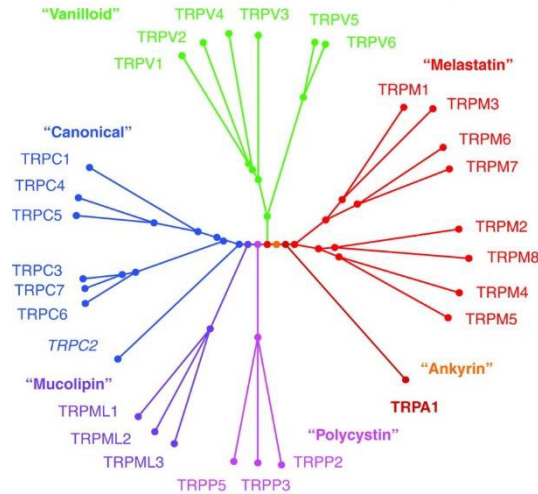 “Vanilloid”
TRPV4
TRPV3
TRPV5
TRPV2
TRPV6
TRPV1
“Melastatin”
TRPM1
TRPM3
TRPM6
TRPM7
TRPM2
TRPM8
TRPM4
TRPM5
“Canonical”
TRPC1
TRPC4
TRPC5
TRPC3
TRPC7
TRPC6
TRPC2
“Ankyrin”
TRPA1
“Mucolipin”
TRPML1
TRPML2
TRPML3
“Polycystin”
TRPP2
TRPP5
TRPP3